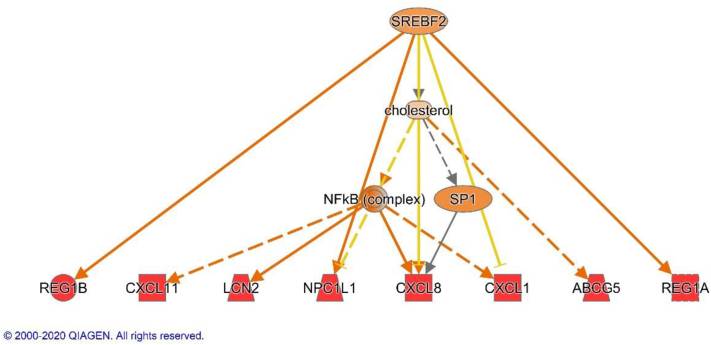 SREBF2
cholesterol
NFkB (complex) SP1
REG1B CXCL11 LCN2 NPC1L1 CXCL8 CXCL1 ABCG5 REG1A
© 2000-2020 QIAGEN. All rights reserved.